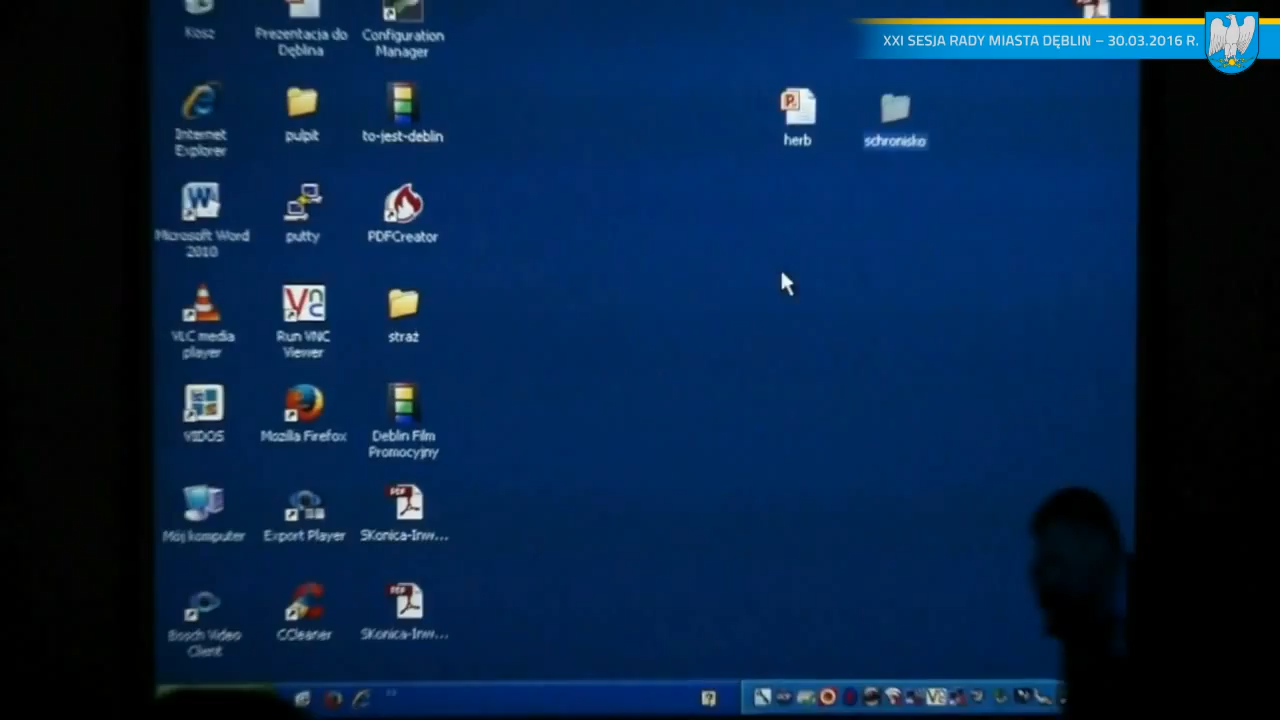 XXI SESJA RADY MIASTA DĘBLIN – 30.03.2016 R.
Kosz
Prezentacja do
Dęblina
Configuration
Manager
Internet
Explorer
pulpit
to-jest-deblin
herb
schronisko
Microsoft Word
2010
putty
PDFCreator
VLC media
player
Run VNC
Viewer
straż
VIDOS
Mozilla Firefox
Deblin Film
Promocyjny
Mój komputer
Export Player
SKonica-Inw...
Bosch Video
Client
CCleaner
SKonica-Inw...